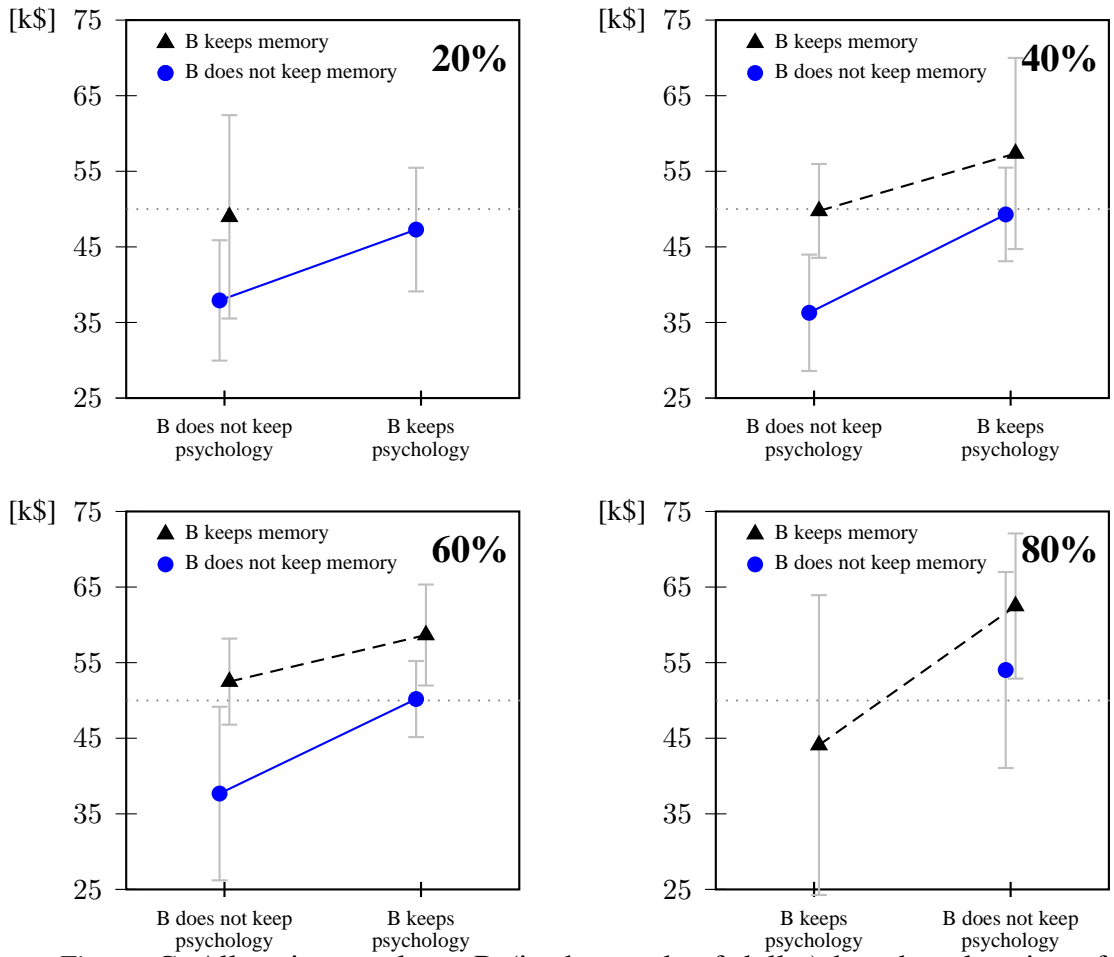 [k$] 75
B keeps memory
B does not keep memory
20%
65
55
45
35
25
B does not keep
psychology
B keeps
psychology
[k$] 75
B keeps memory
B does not keep memory
40%
65
55
45
35
25
B does not keep
psychology
B keeps
psychology
[k$] 75
B keeps memory
B does not keep memory
60%
65
55
45
35
25
B does not keep
psychology
B keeps
psychology
[k$] 75
B keeps memory
B does not keep memory
80%
65
55
45
35
25
B keeps
psychology
B does not keep
psychology